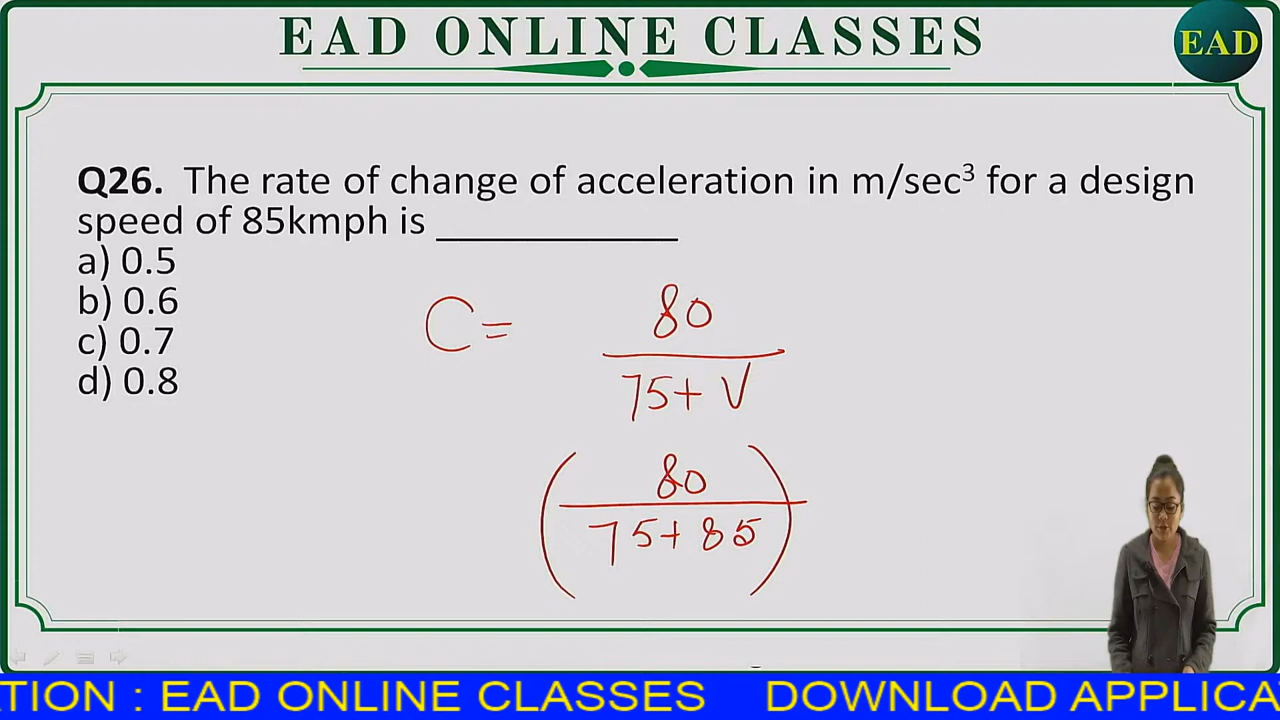 EAD ONLINE CLASSES
EAD
Q26. The rate of change of acceleration in m/sec³ for a design
speed of 85kmph is ____________
a) 0.5
b) 0.6
c) 0.7
d) 0.8
C = 80
75 + V
( 80
75 + 85 )
TION : EAD ONLINE CLASSES DOWNLOAD APPLICA